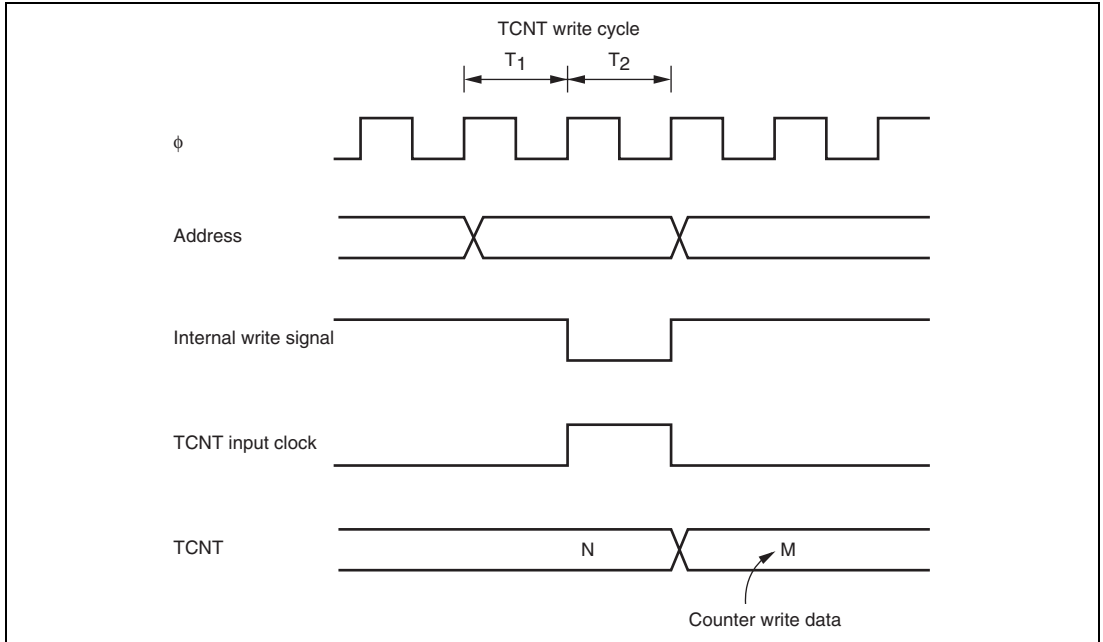 TCNT write cycle
T1 T2
ϕ
Address
Internal write signal
TCNT input clock
TCNT N M
Counter write data